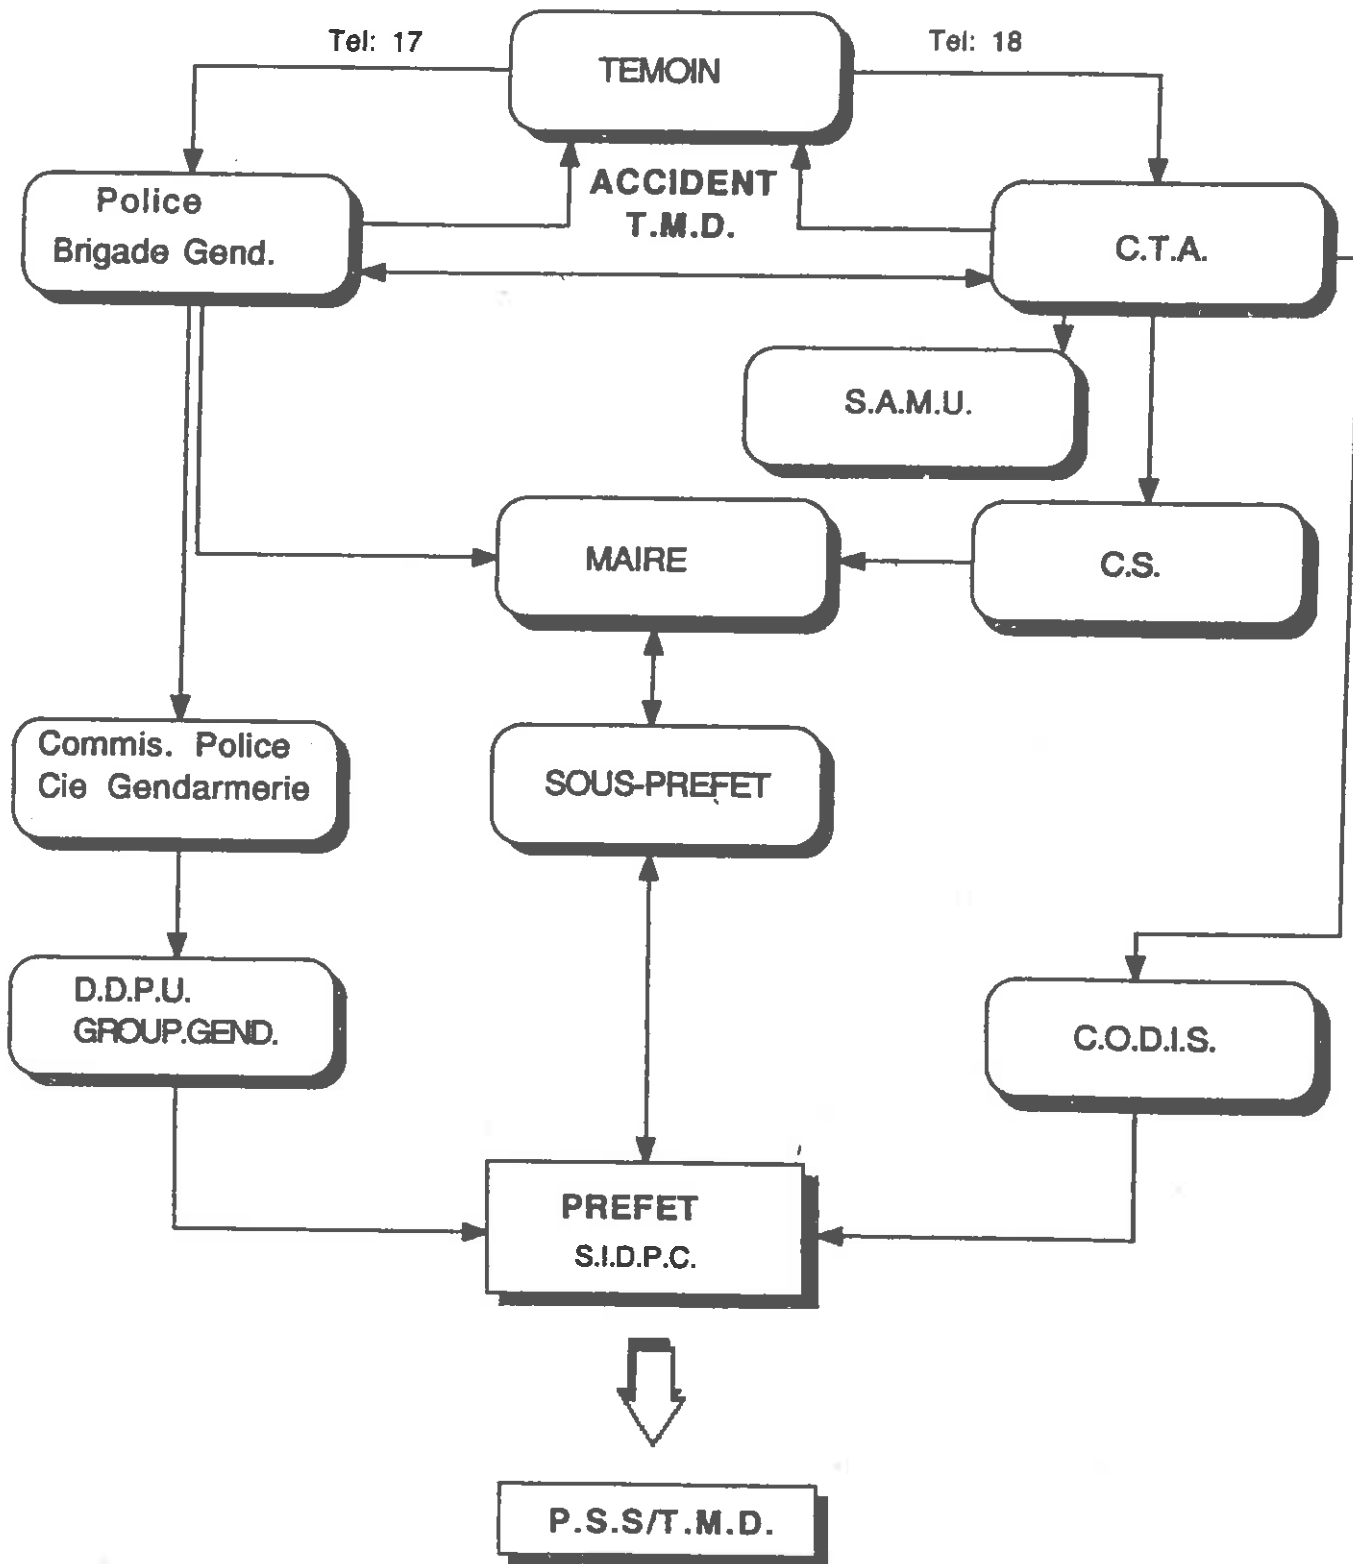 Tel: 17
TEMOIN
Tel: 18
ACCIDENT
T.M.D.
Police
Brigade Gend.
C.T.A.
S.A.M.U.
MAIRE
C.S.
Commis. Police
Cie Gendarmerie
SOUS-PREFET
D.D.P.U.
GROUP.GEND.
C.O.D.I.S.
PREFET
S.I.D.P.C.
P.S.S/T.M.D.